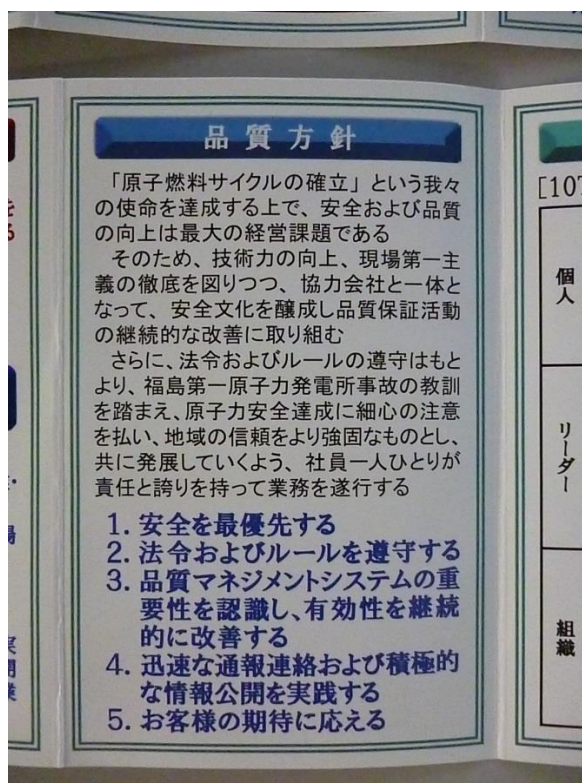 品質方針
「原子燃料サイクルの確立」という我々
の使命を達成する上で、安全および品質
の向上は最大の経営課題である
そのため、技術力の向上、現場第一主
義の徹底を図りつつ、協力会社と一体と
なって、安全文化を醸成し品質保証活動
の継続的な改善に取り組む
さらに、法令およびルールの遵守はもと
より、福島第一原子力発電所事故の教訓
を踏まえ、原子力安全達成に細心の注意
を払い、地域の信頼をより強固なものとし、
共に発展していくよう、社員一人ひとりが
責任と誇りを持って業務を遂行する
1. 安全を最優先する
2. 法令およびルールを遵守する
3. 品質マネジメントシステムの重
要性を認識し、有効性を継続
的に改善する
4. 迅速な通報連絡および積極的
な情報公開を実践する
5. お客様の期待に応える
[107
個人
リーダー
組織